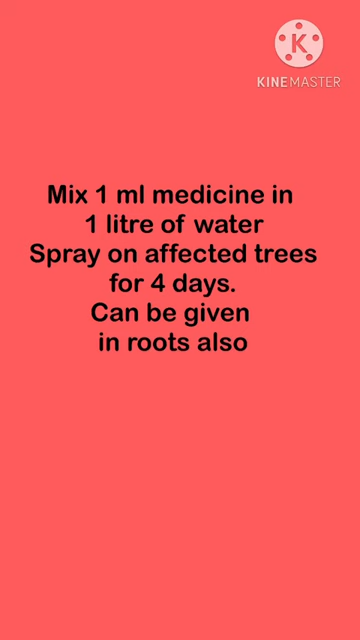 K
KINEMASTER
Mix 1 ml medicine in
1 litre of water
Spray on affected trees
for 4 days.
Can be given
in roots also